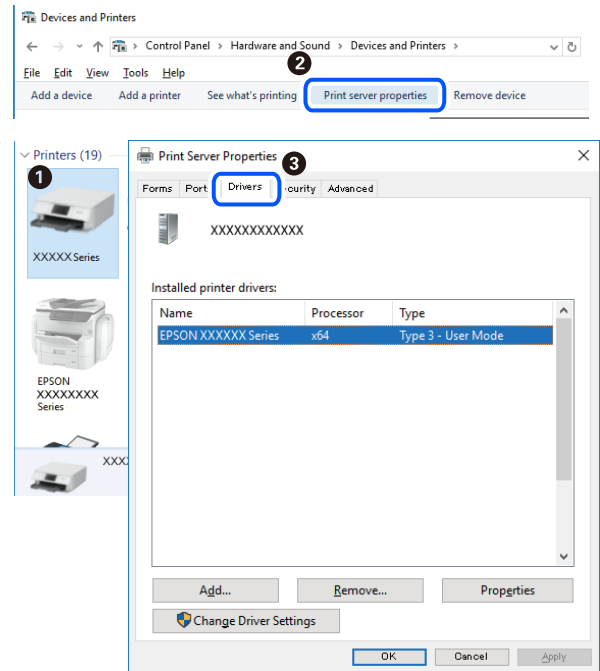 Devices and Printers
Control Panel > Hardware and Sound > Devices and Printers >
File Edit View Tools Help
2
Add a device Add a printer See what's printing Print server properties Remove device
Printers (19)
1
XXXXX Series
EPSON
XXXXXXXX
Series
XXX
Print Server Properties
3
Forms Port Drivers curity Advanced
XXXXXXXXXXXX
Installed printer drivers:
Name Processor Type
EPSON XXXXXX Series x64 Type 3 - User Mode
Add... Remove... Properties
Change Driver Settings
OK Cancel Apply